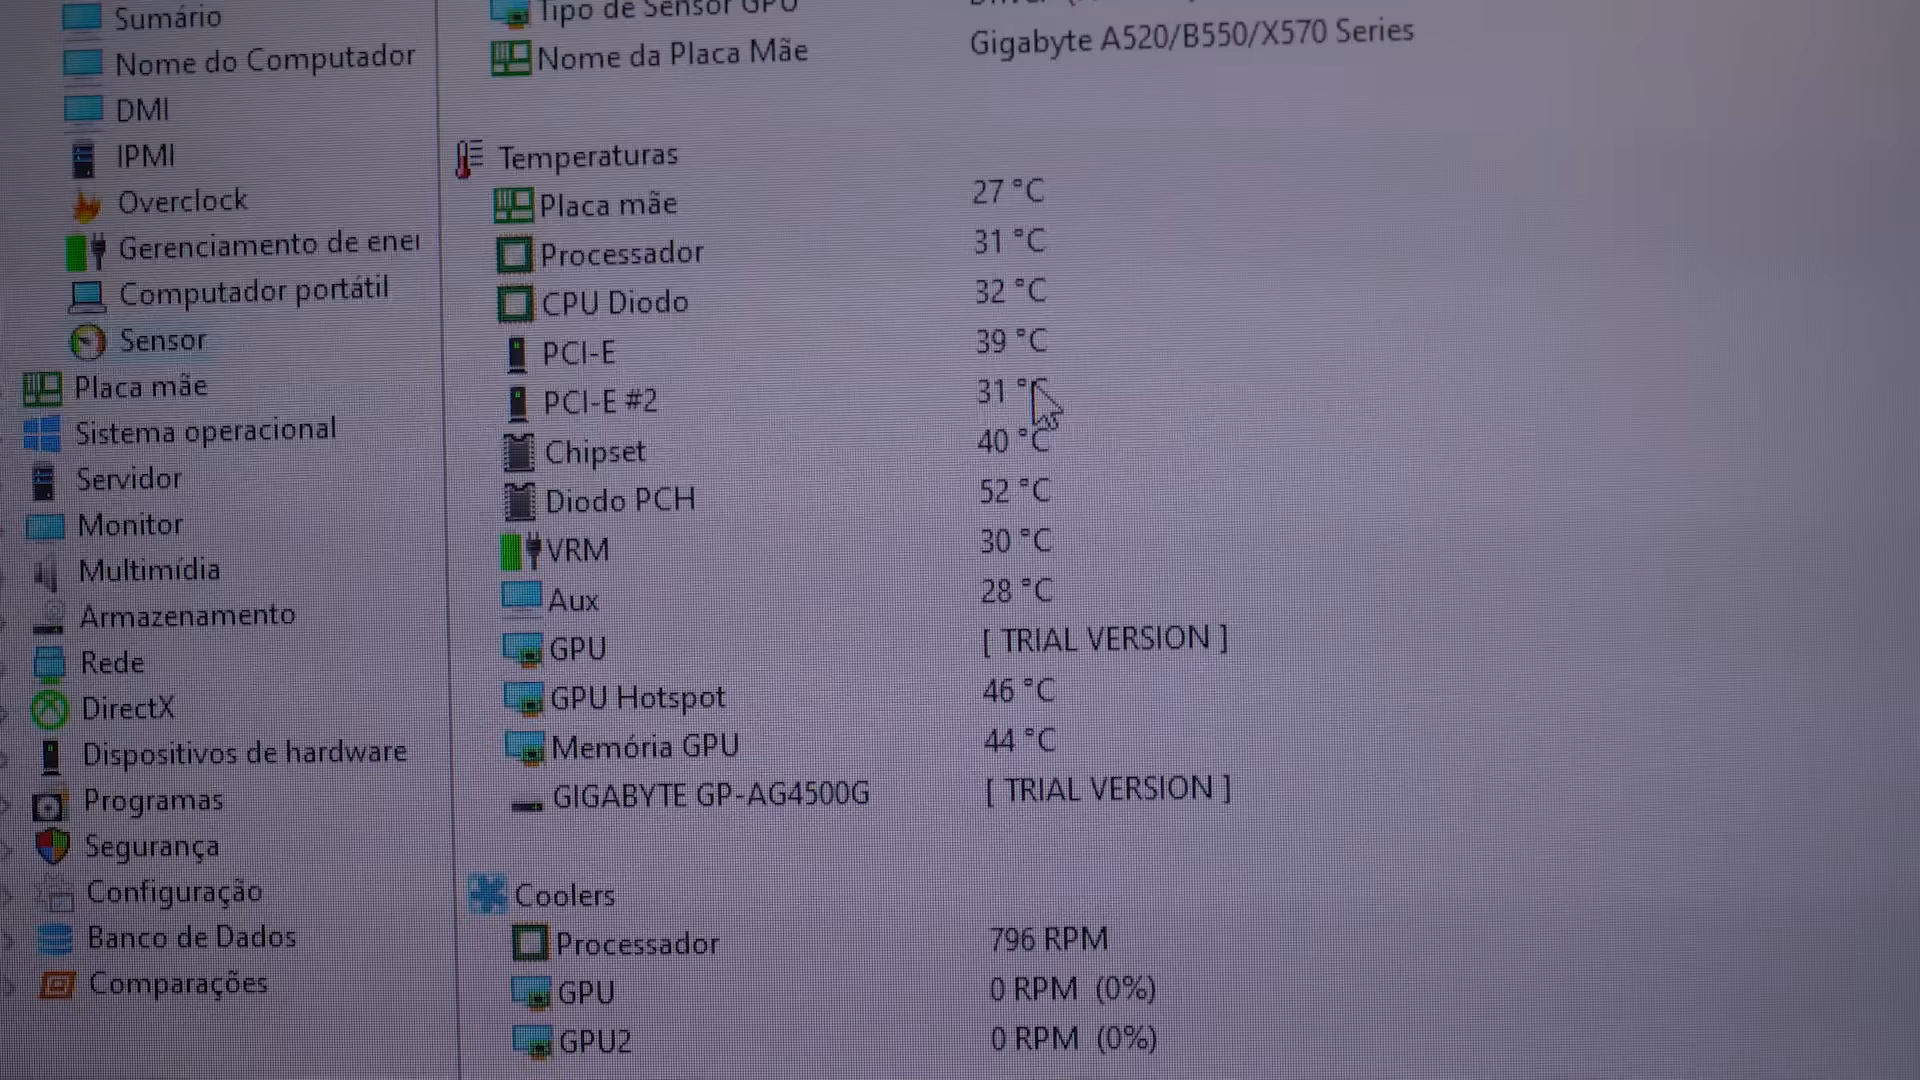 Sumário
Nome do Computador
DMI
IPMI
Overclock
Gerenciamento de ener
Computador portátil
Sensor
Placa mãe
Sistema operacional
Servidor
Monitor
Multimídia
Armazenamento
Rede
DirectX
Dispositivos de hardware
Programas
Segurança
Configuração
Banco de Dados
Comparações
Tipo de Sensor GPU
Nome da Placa Mãe Gigabyte A520/B550/X570 Series
Temperaturas
Placa mãe 27 °C
Processador 31 °C
CPU Diodo 32 °C
PCI-E 39 °C
PCI-E #2 31 °C
Chipset 40 °C
Diodo PCH 52 °C
VRM 30 °C
Aux 28 °C
GPU [ TRIAL VERSION ]
GPU Hotspot 46 °C
Memória GPU 44 °C
GIGABYTE GP-AG4500G [ TRIAL VERSION ]
Coolers
Processador 796 RPM
GPU 0 RPM (0%)
GPU2 0 RPM (0%)